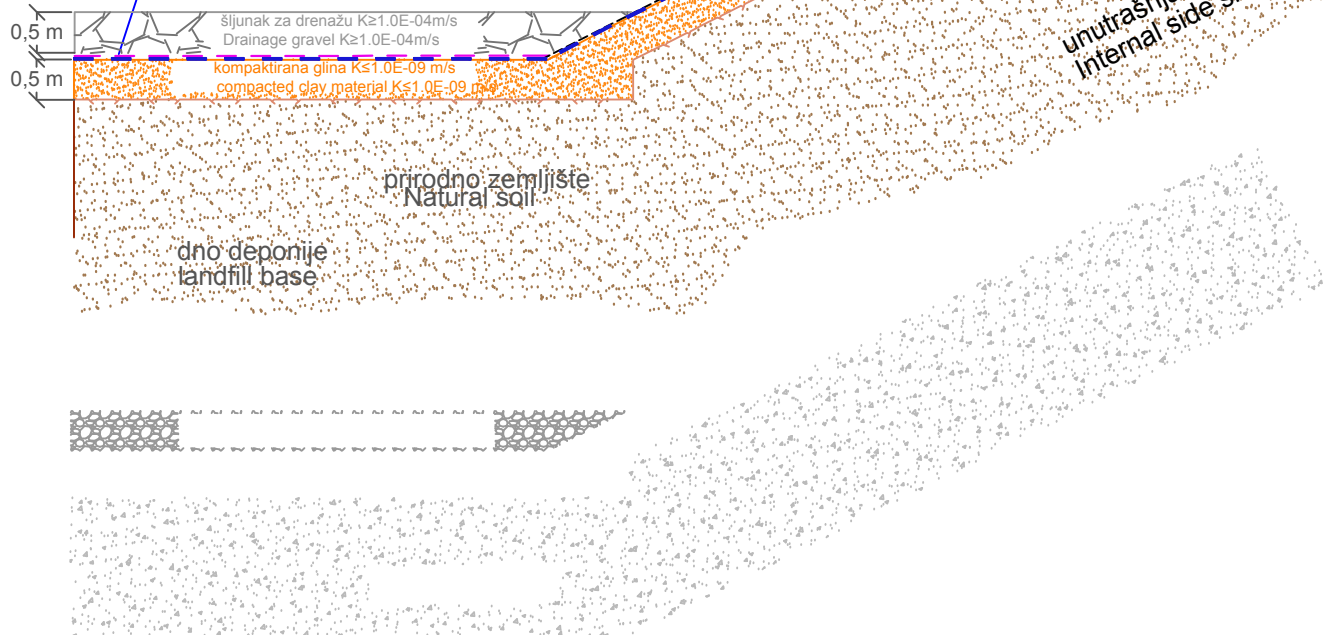 0,5 m
šljunak za drenažu K≥1.0E-04m/s
Drainage gravel K≥1.0E-04m/s
0,5 m
kompaktirana glina K≤1.0E-09 m/s
compacted clay material K≤1.0E-09 m/s
Internal side
prirodno zemljište
Natural soil
dno deponije
landfill base